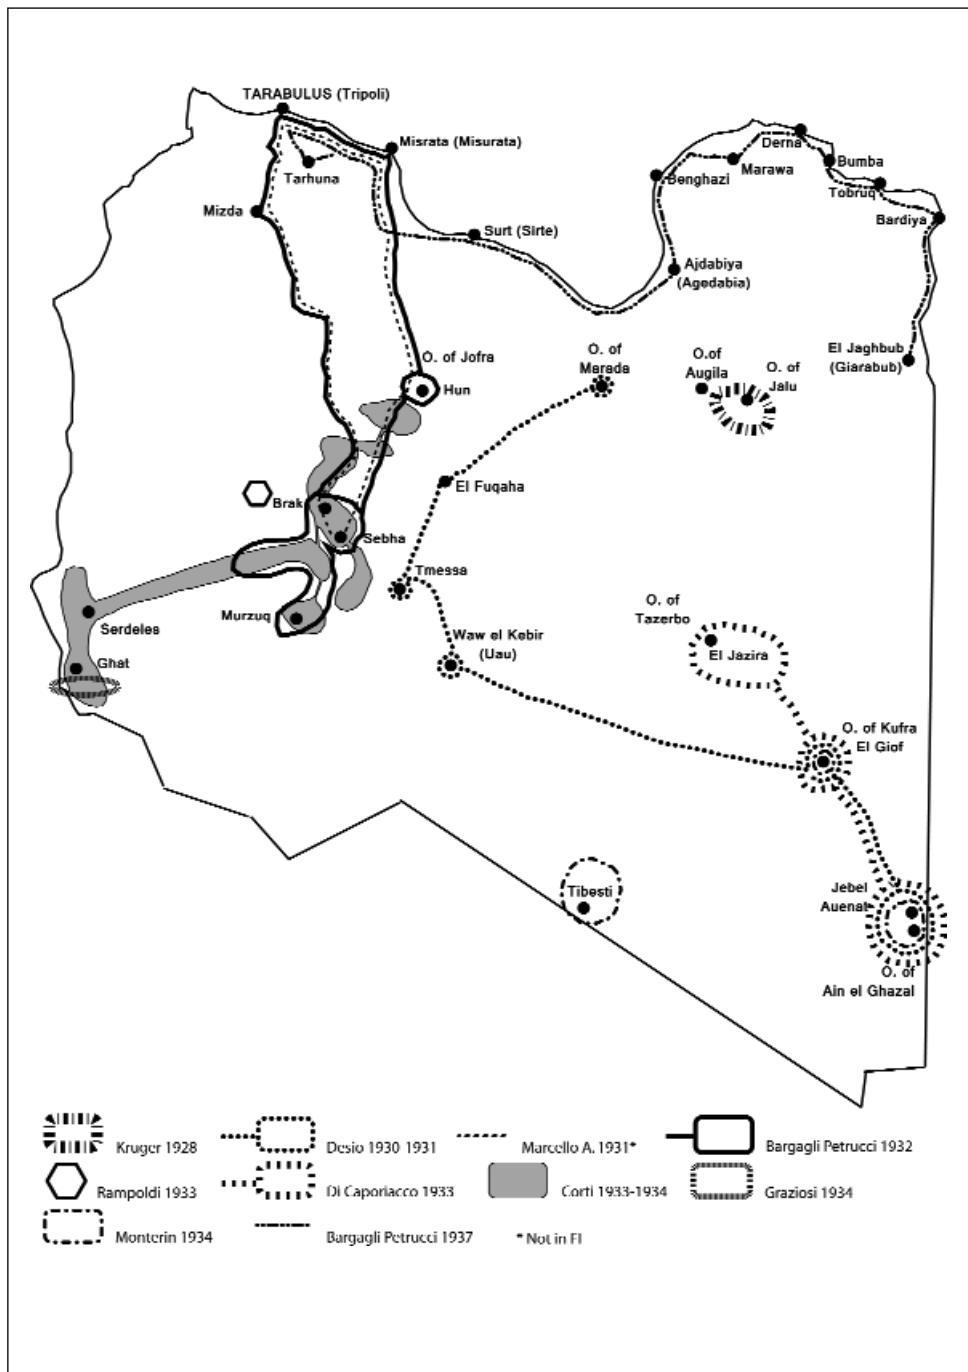 TARABULUS (Tripoli)
Misrata (Misurata)
Tarhuna
Mizda
Surt (Sirte)
Derna
Bumba
Marawa
Benghazi
Tobruq
Bardiya
Ajdabiya
(Agedabia)
El Jaghbub
(Giarabub)
O. of Jofra
Hun
O. of
Marada
O.of
Augila
O. of
Jalu
El Fuqaha
Brak
Sebha
Tmessa
Murzuq
Serdeles
Ghat
Waw el Kebir
(Uau)
O. of
Tazerbo
El Jazira
O. of Kufra
El Giof
Tibesti
Jebel
Auenat
O. of
Ain el Ghazal
Kruger 1928
Desio 1930-1931
Marcello A. 1931*
Bargagli Petrucci 1932
Rampoldi 1933
Di Caporiacco 1933
Corti 1933-1934
Graziosi 1934
Monterin 1934
Bargagli Petrucci 1937
* Not in FI